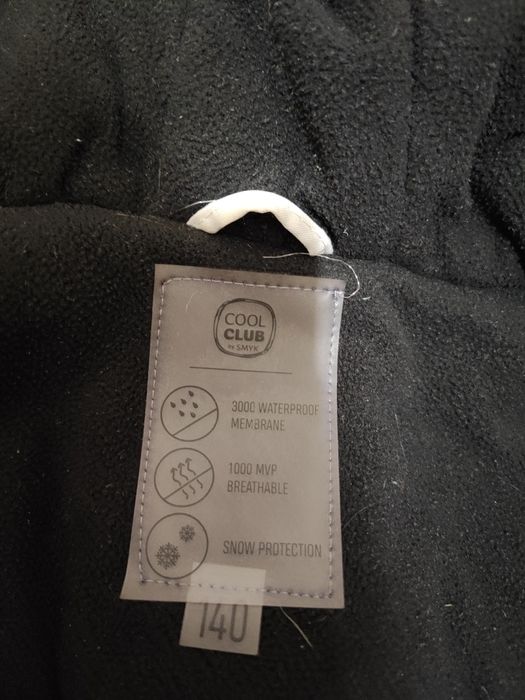 COOL
CLUB
by SMYK
3000 WATERPROOF
MEMBRANE
1000 MVP
BREATHABLE
SNOW PROTECTION
140